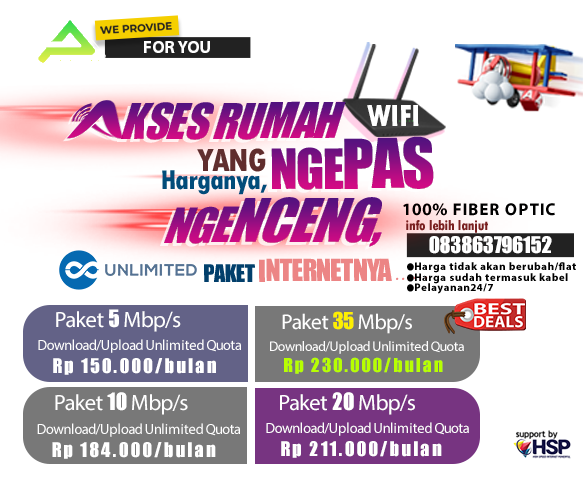 WE PROVIDE
FOR YOU
AKSES RUMAH WIFI
YANG
Harganya, NGEPAS
NGENCENG,
100% FIBER OPTIC
info lebih lanjut
083863796152
●Harga tidak akan berubah/flat
●Harga sudah termasuk kabel
●Pelayanan24/7
UNLIMITED PAKET INTERNETNYA ...
BEST
DEALS
Paket 5 Mbp/s
Download/Upload Unlimited Quota
Rp 150.000/bulan
Paket 35 Mbp/s
Download/Upload Unlimited Quota
Rp 230.000/bulan
Paket 10 Mbp/s
Download/Upload Unlimited Quota
Rp 184.000/bulan
Paket 20 Mbp/s
Download/Upload Unlimited Quota
Rp 211.000/bulan
support by
HSP